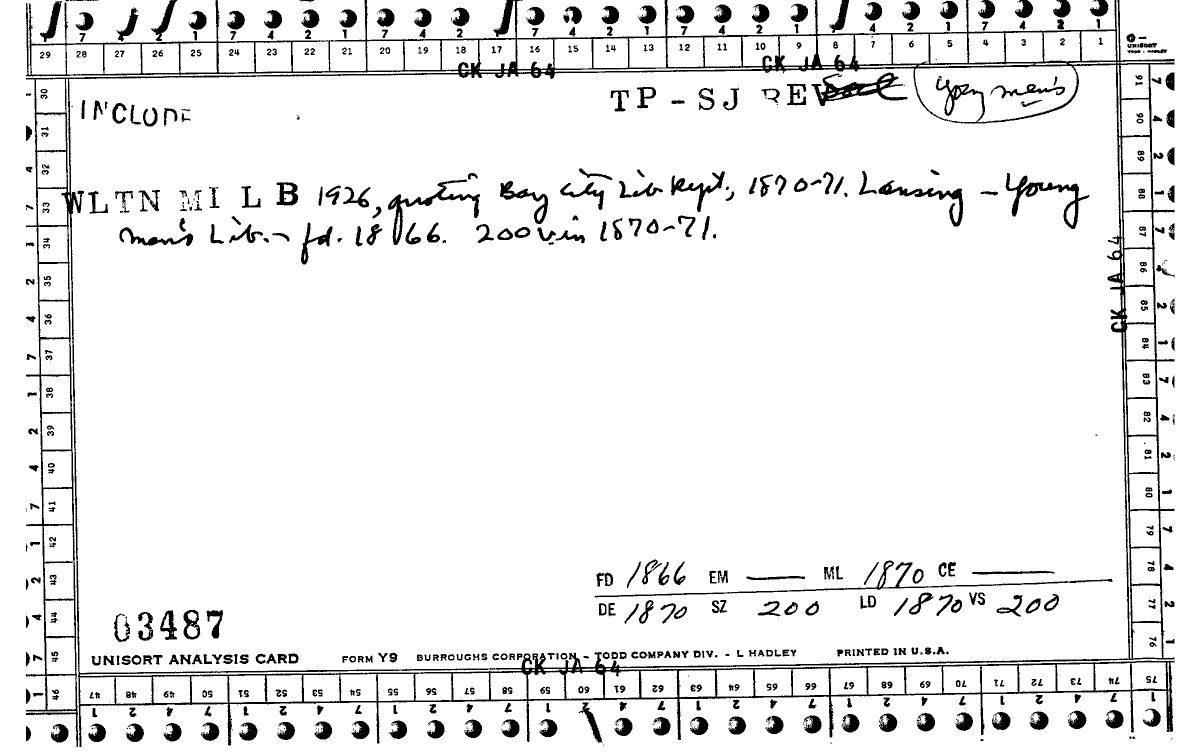 7 4 2 1 7 4 2 1 7 4 2 1 7 4 2 1 7 4 2 1 7 4 2 1
29 28 27 26 25 24 23 22 21 20 19 18 17 16 15 14 13 12 11 10 9 8 7 6 5 4 3 2 1
UNISORT
TODD - HADLEY
CK JA 64 CK JA 64
INCLUDE
TP - SJ REV
Young men's
WLTN MI L B 1926, quoting Bay City Lib Rept, 1870-71. Lansing - Young
men's Lib. - fd. 1866. 200 v in 1870-71.
30
31
32
33
34
35
36
37
38
39
40
41
42
43
44
45
46
91
90
89
88
87
86
85
84
83
82
81
80
79
78
77
76
CK JA 64
FD 1866 EM — ML 1870 CE —
DE 1870 SZ 200 LD 1870 VS 200
03487
UNISORT ANALYSIS CARD FORM Y9 BURROUGHS CORPORATION - TODD COMPANY DIV. - L HADLEY PRINTED IN U.S.A.
CK JA 64
47 48 49 50 51 52 53 54 55 56 57 58 59 60 61 62 63 64 65 66 67 68 69 70 71 72 73 74 75
1 2 4 7 1 2 4 7 1 2 4 7 1 2 4 7 1 2 4 7 1 2 4 7 1 2 4 7 1